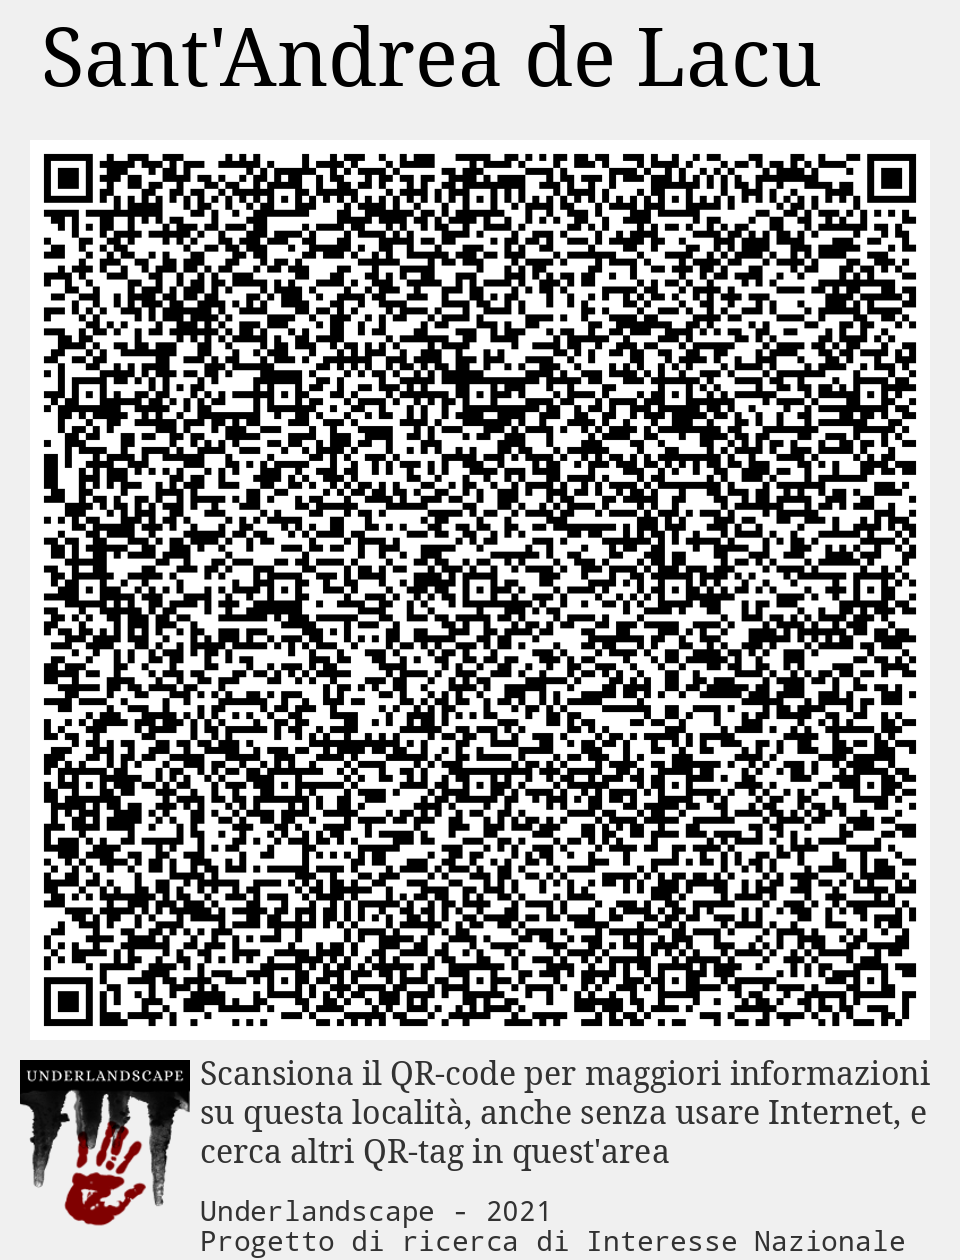 Sant'Andrea de Lacu
UNDERLANDSCAPE
Scansiona il QR-code per maggiori informazioni
su questa località, anche senza usare Internet, e
cerca altri QR-tag in quest'area
Underlandscape - 2021
Progetto di ricerca di Interesse Nazionale